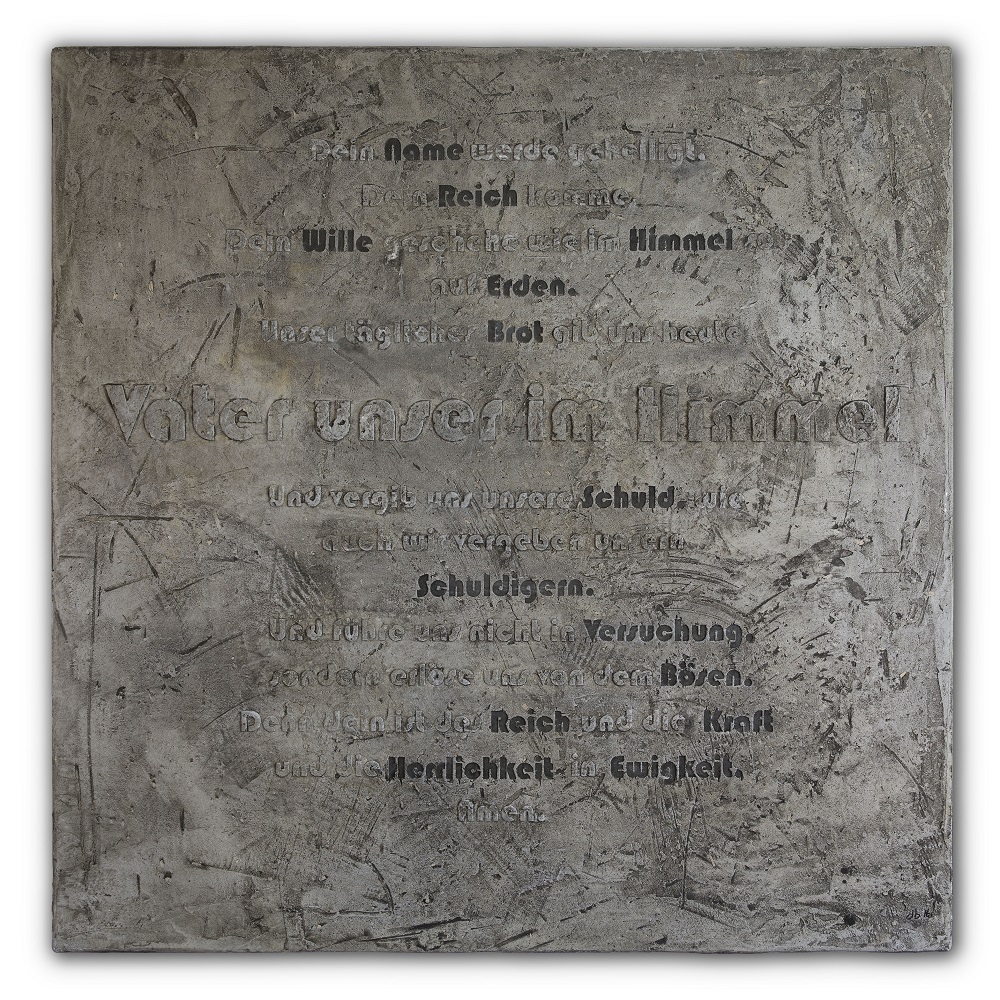 Dein Name werde geheiligt.
Dein Reich komme
Dein Wille geschehe wie im Himmel so
auf Erden.
Unser tägliches Brot gib uns heute
Vater unser im Himmel
Und vergib uns unsere Schuld, wie
auch wir vergeben unsern
Schuldigern.
Und führe uns nicht in Versuchung,
sondern erlöse uns von dem Bösen.
Denn dein ist das Reich und die Kraft
und die Herrlichkeit in Ewigkeit.
Amen.